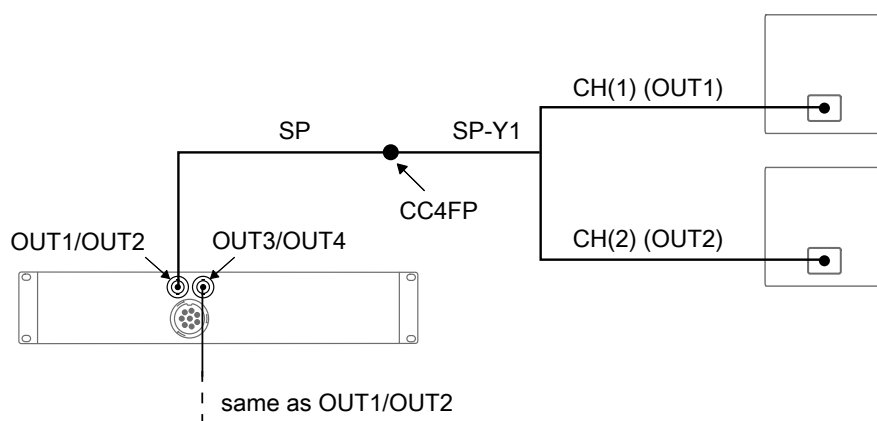 CH(1) (OUT1)
SP
SP-Y1
CC4FP
OUT1/OUT2
OUT3/OUT4
CH(2) (OUT2)
same as OUT1/OUT2